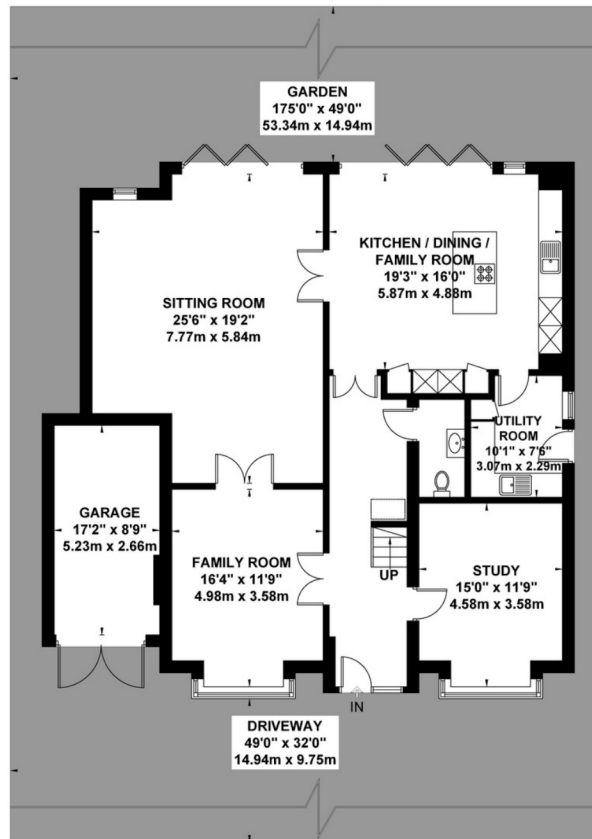 GARDEN
175'0" x 49'0"
53.34m x 14.94m
KITCHEN / DINING /
FAMILY ROOM
19'3" x 16'0"
5.87m x 4.88m
SITTING ROOM
25'6" x 19'2"
7.77m x 5.84m
UTILITY
ROOM
10'1" x 7'6"
3.07m x 2.29m
GARAGE
17'2" x 8'9"
5.23m x 2.66m
FAMILY ROOM
16'4" x 11'9"
4.98m x 3.58m
UP
STUDY
15'0" x 11'9"
4.58m x 3.58m
IN
DRIVEWAY
49'0" x 32'0"
14.94m x 9.75m